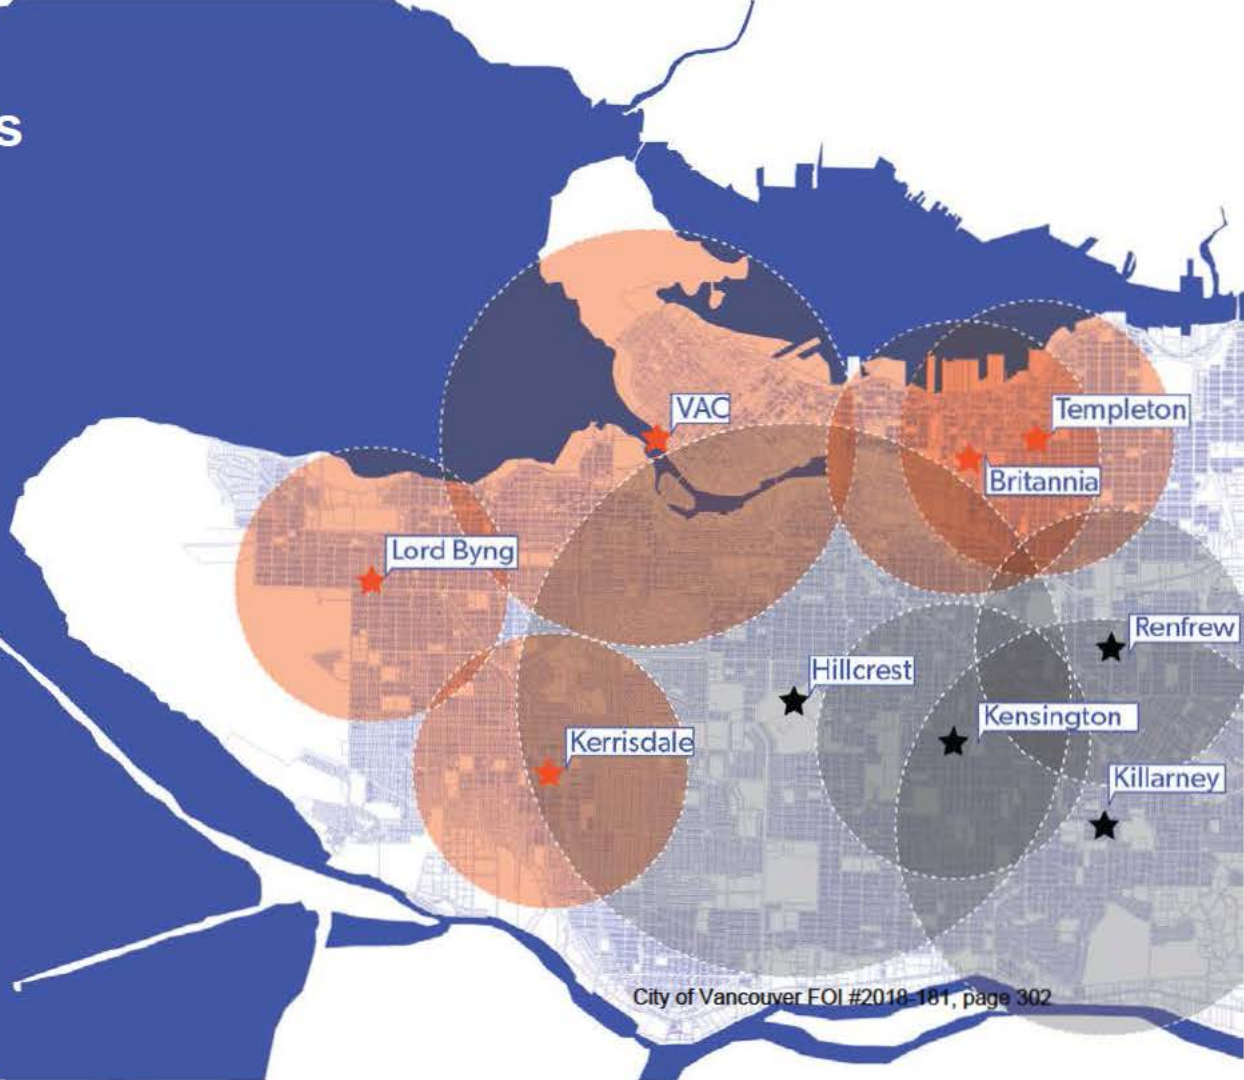 s
VAC
Templeton
Britannia
Lord Byng
Renfrew
Hillcrest
Kensington
Kerrisdale
Killarney
City of Vancouver FOI #2018-181, page 302